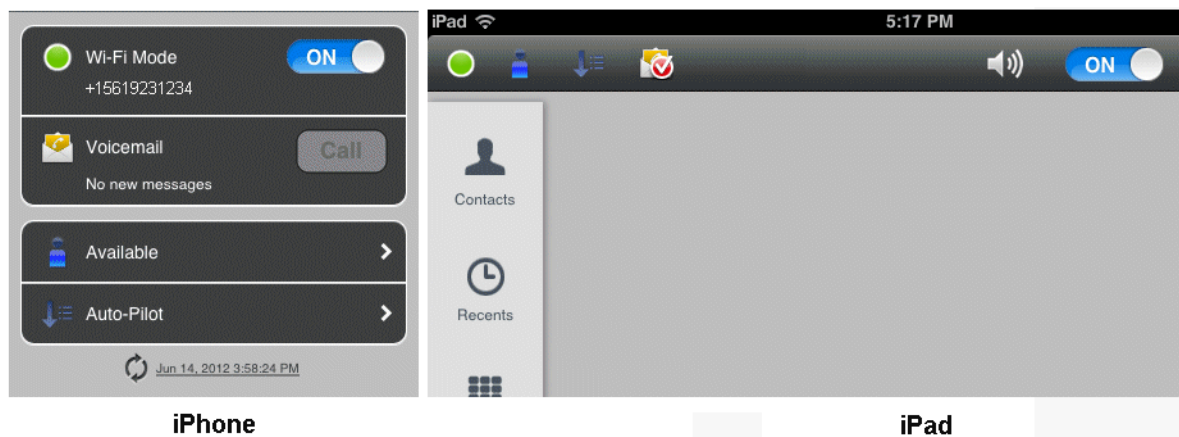 Wi-Fi Mode
ON
+15619231234
Voicemail
Call
No new messages
Available
Auto-Pilot
Jun 14, 2012 3:58:24 PM
iPhone
iPad
5:17 PM
ON
Contacts
Recents
iPad